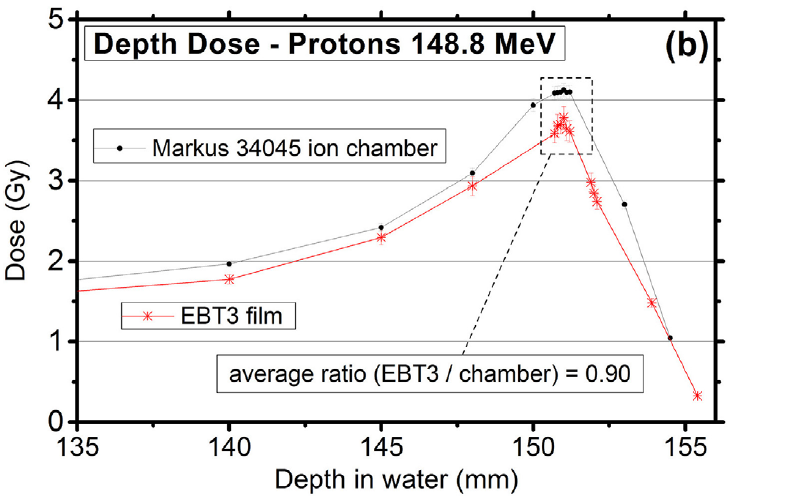 Depth Dose - Protons 148.8 MeV
(b)
Markus 34045 ion chamber
EBT3 film
average ratio (EBT3 / chamber) = 0.90
Dose (Gy)
5
4
3
2
1
0
135
140
145
150
155
Depth in water (mm)